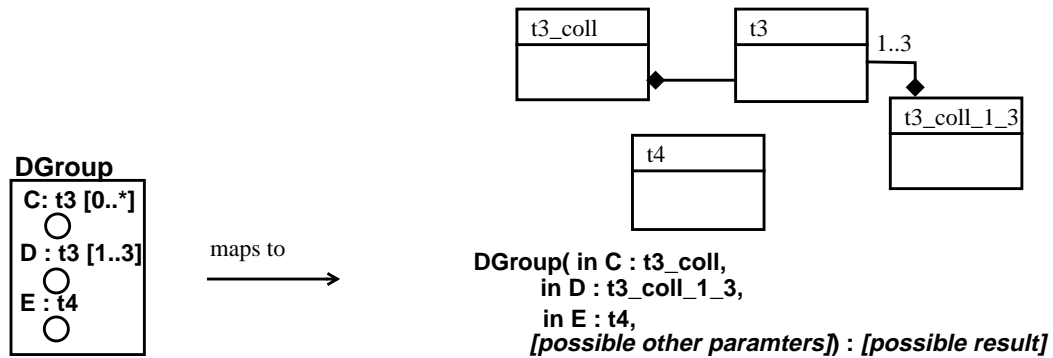 t3_coll
t3
1..3
t3_coll_1_3
t4
DGroup
C: t3 [0..*]
D : t3 [1..3]
E : t4
maps to
DGroup( in C : t3_coll,
in D : t3_coll_1_3,
in E : t4,
[possible other paramters]) : [possible result]